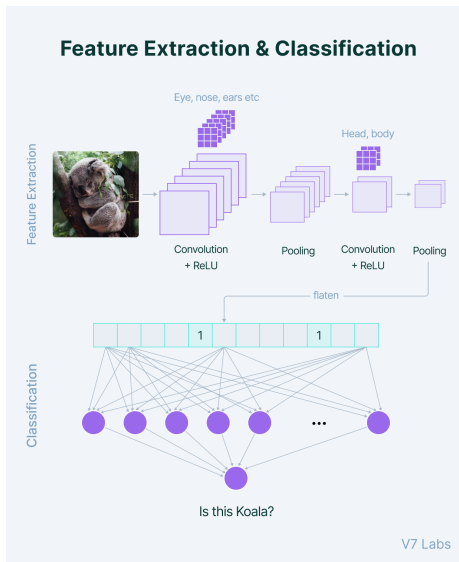 Feature Extraction & Classification
Eye, nose, ears etc
Head, body
Feature Extraction
Convolution
+ ReLU
Pooling
Convolution
+ ReLU
Pooling
flaten
1
1
Classification
...
Is this Koala?
V7 Labs